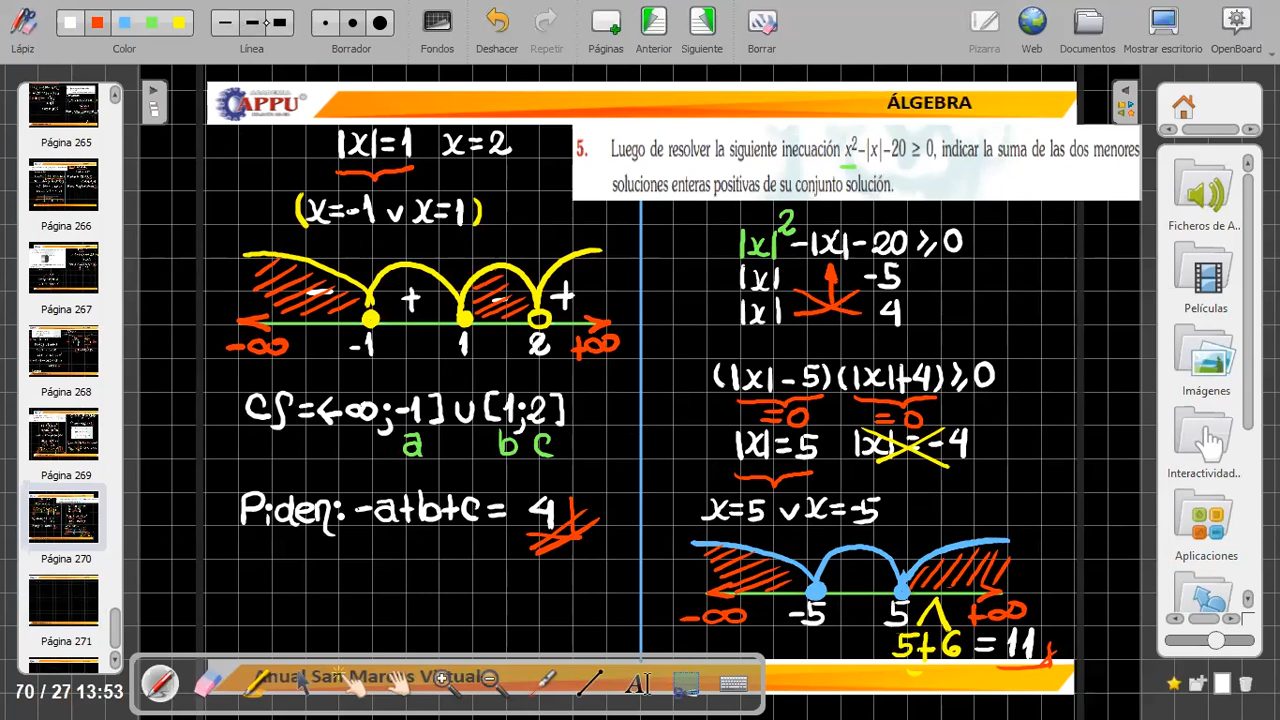 Lápiz
Color
Línea
Borrador
Fondos
Deshacer
Repetir
Páginas
Anterior
Siguiente
Borrar
Pizarra
Web
Documentos
Mostrar escritorio
OpenBoard
Página 265
Página 266
Página 267
Página 268
Página 269
Página 270
Página 271
70 / 27 13:53
ACADEMIA
APPU
ÁLGEBRA
|x|=1 x=2
(x=-1 ∨ x=1)
- + - +
-∞ -1 1 2 +∞
CS=<-∞;-1] ∪ [1;2]
a b c
Piden: -a+b+c= 4
5. Luego de resolver la siguiente inecuación x²–|x|–20 ≥ 0, indicar la suma de las dos menores
soluciones enteras positivas de su conjunto solución.
|x|²-|x|-20≥0
|x| -5
|x| 4
(|x|-5)(|x|+4)≥0
=0 =0
|x|=5 |x|=-4
x=5 ∨ x=-5
-∞ -5 5 +∞
5+6 = 11
Anual San Marcos Virtual
Ficheros de A...
Películas
Imágenes
Interactividad...
Aplicaciones